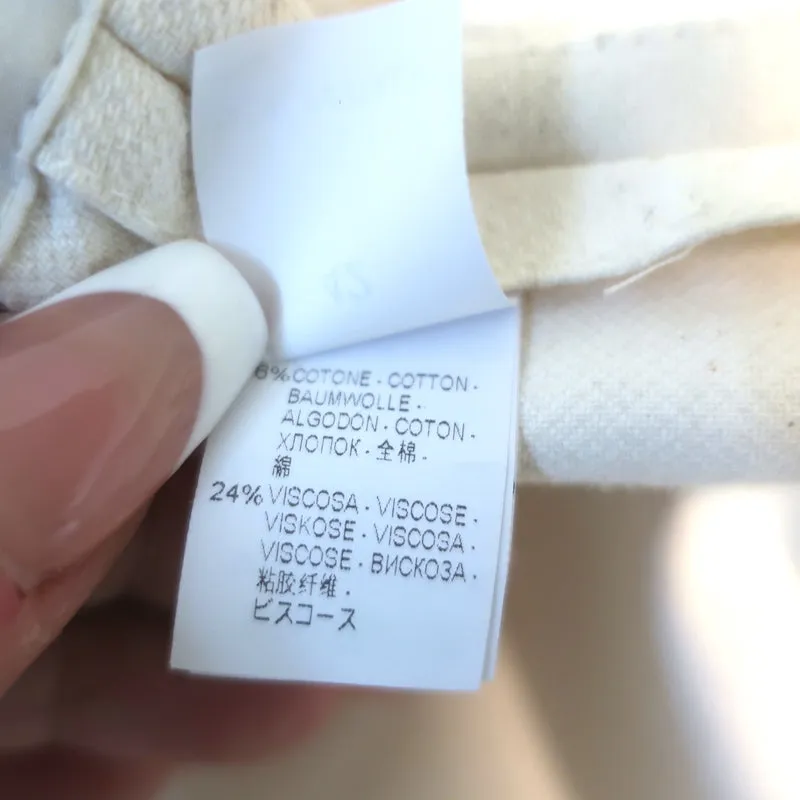 6% COTONE · COTTON ·
BAUMWOLLE ·
ALGODON · COTON ·
ХЛОПОК · 全棉 ·
綿
24% VISCOSA · VISCOSE ·
VISKOSE · VISCOSA ·
VISCOSE · ВИСКОЗА ·
粘胶纤维 ·
ビスコース